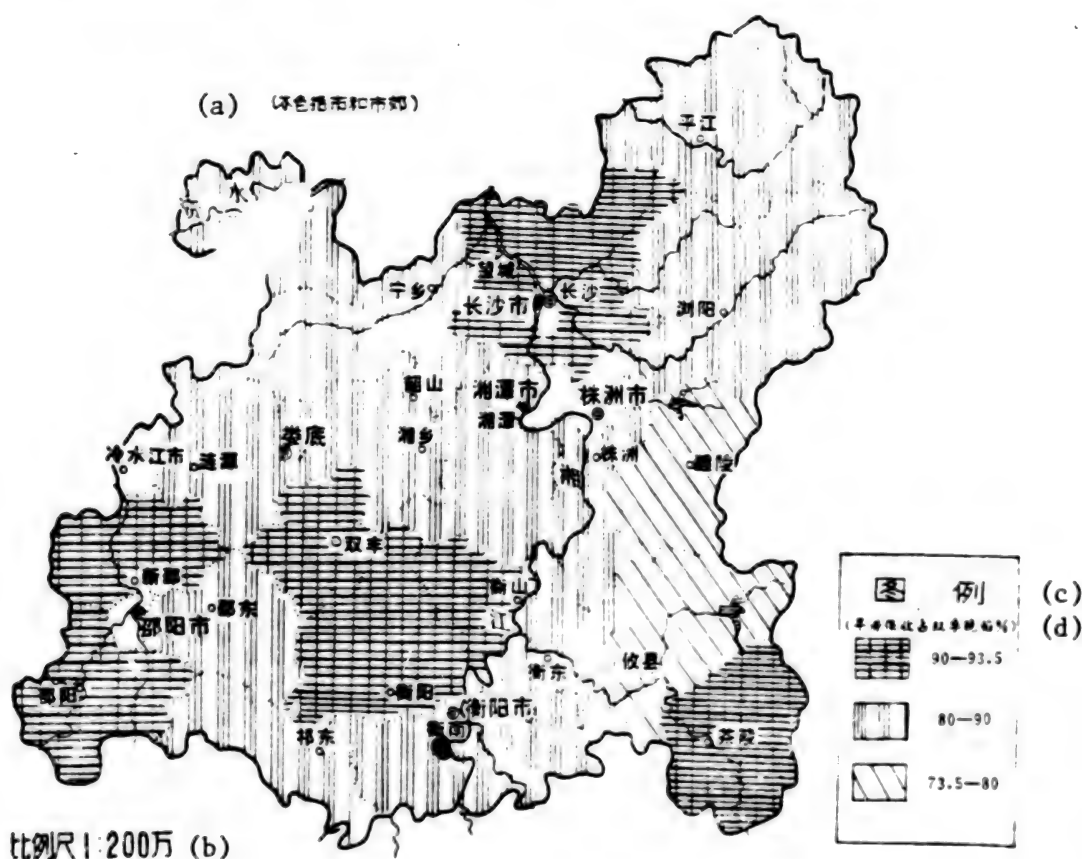 (a) (不包括市和市郊)
平江
水
望城
宁乡
长沙市
长沙
浏阳
韶山
湘潭市
湘潭
株洲市
娄底
湘乡
株洲
醴陵
冷水江市
涟源
湘
双丰
新邵
衡山
江
邵东
邵阳市
攸县
衡东
邵阳
衡阳
衡阳市
祁东
茶陵
图 例 (c)
(d)
90—93.5
80—90
73.5—80
比例尺1:200万 (b)